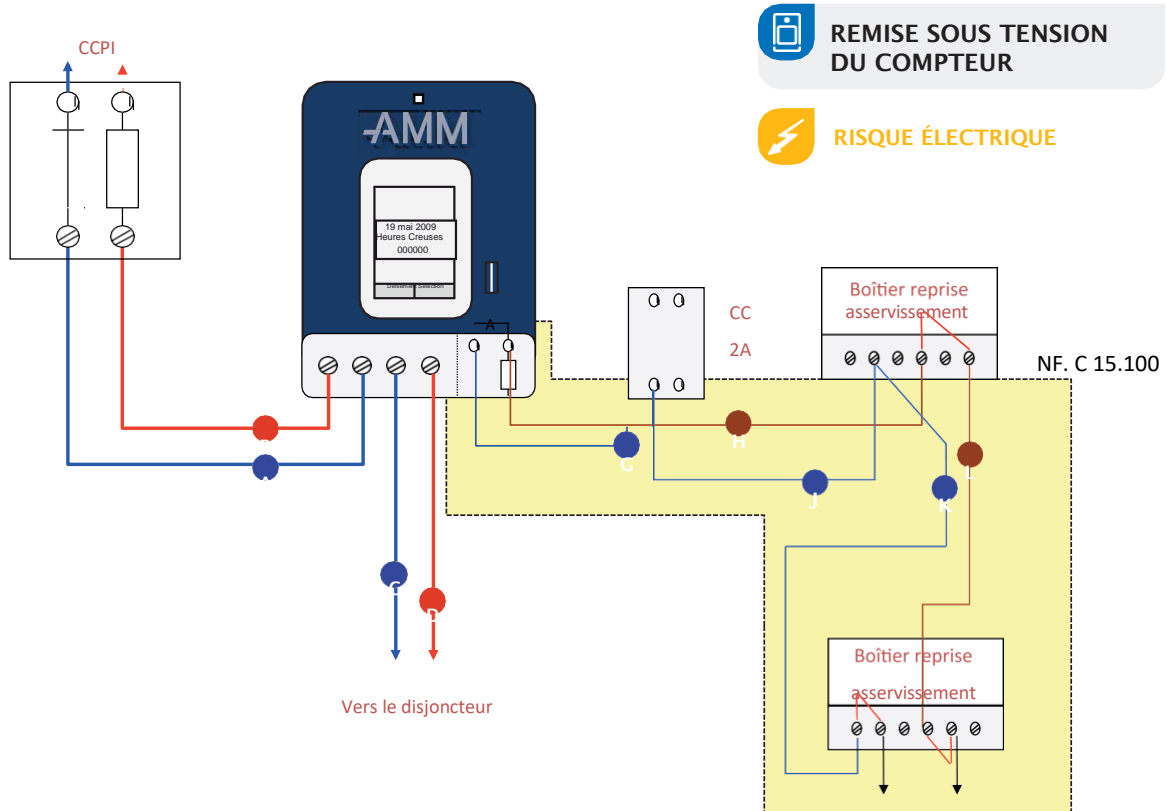 CCPI
REMISE SOUS TENSION
DU COMPTEUR
RISQUE ÉLECTRIQUE
AMM
19 mai 2009
Heures Creuses
000000
A
CC
2A
Boîtier reprise
asservissement
NF. C 15.100
H
G
L
J
K
A
C
D
Vers le disjoncteur
Boîtier reprise
asservissement